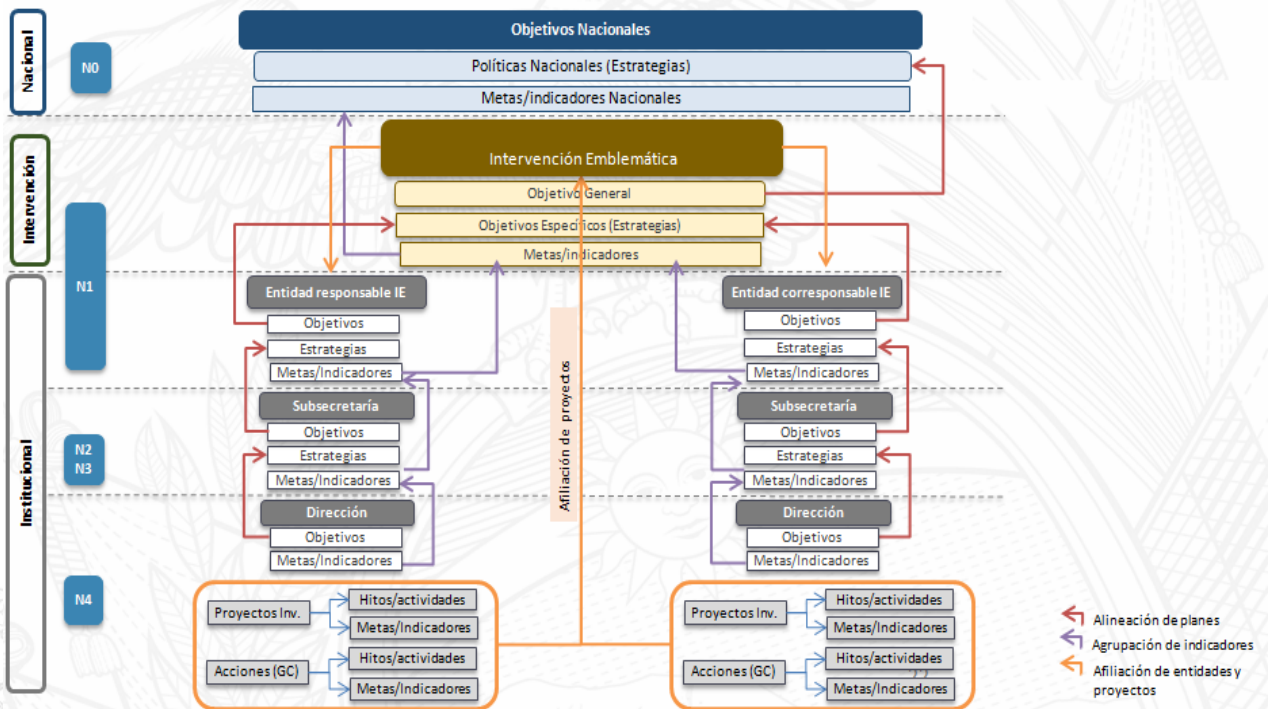 Nacional
N0
Objetivos Nacionales
Políticas Nacionales (Estrategias)
Metas/indicadores Nacionales
Intervención
Intervención Emblemática
Objetivo General
Objetivos Específicos (Estrategias)
Metas/indicadores
N1
Institucional
Entidad responsable IE
Objetivos
Estrategias
Metas/Indicadores
Entidad corresponsable IE
Objetivos
Estrategias
Metas/Indicadores
Afiliación de proyectos
N2
N3
Subsecretaría
Objetivos
Estrategias
Metas/Indicadores
Subsecretaría
Objetivos
Estrategias
Metas/Indicadores
Dirección
Objetivos
Metas/Indicadores
Dirección
Objetivos
Metas/Indicadores
N4
Proyectos Inv.
Hitos/actividades
Metas/Indicadores
Acciones (GC)
Hitos/actividades
Metas/Indicadores
Proyectos Inv.
Hitos/actividades
Metas/Indicadores
Acciones (GC)
Hitos/actividades
Metas/Indicadores
Alineación de planes
Agrupación de indicadores
Afiliación de entidades y
proyectos